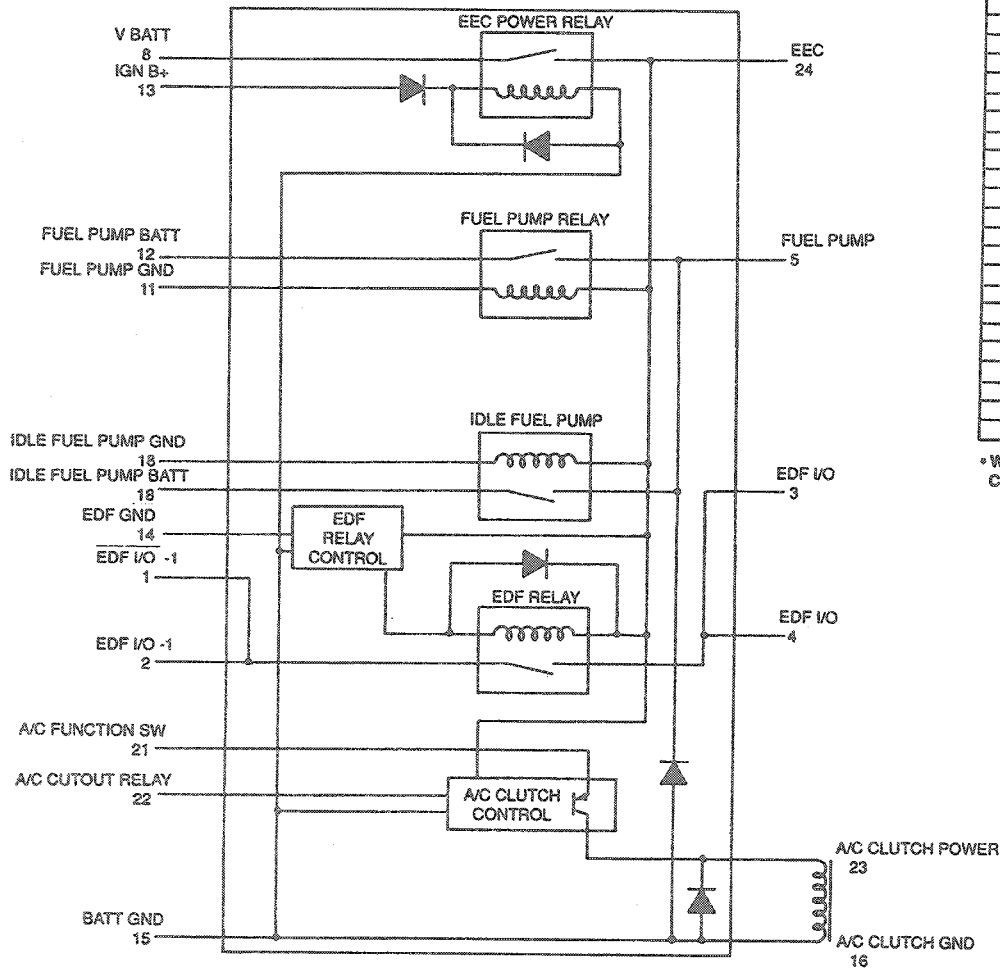 EEC POWER RELAY
V BATT
8
IGN B+
13
EEC
24
FUEL PUMP RELAY
FUEL PUMP BATT
12
FUEL PUMP GND
11
FUEL PUMP
5
IDLE FUEL PUMP
IDLE FUEL PUMP GND
18
IDLE FUEL PUMP BATT
18
EDF GND
14
EDF I/O -1
1
EDF
RELAY
CONTROL
EDF I/O
3
• W
C
EDF RELAY
EDF I/O
4
EDF I/O -1
2
A/C FUNCTION SW
21
A/C CUTOUT RELAY
22
A/C CLUTCH
CONTROL
A/C CLUTCH POWER
23
BATT GND
15
A/C CLUTCH GND
16